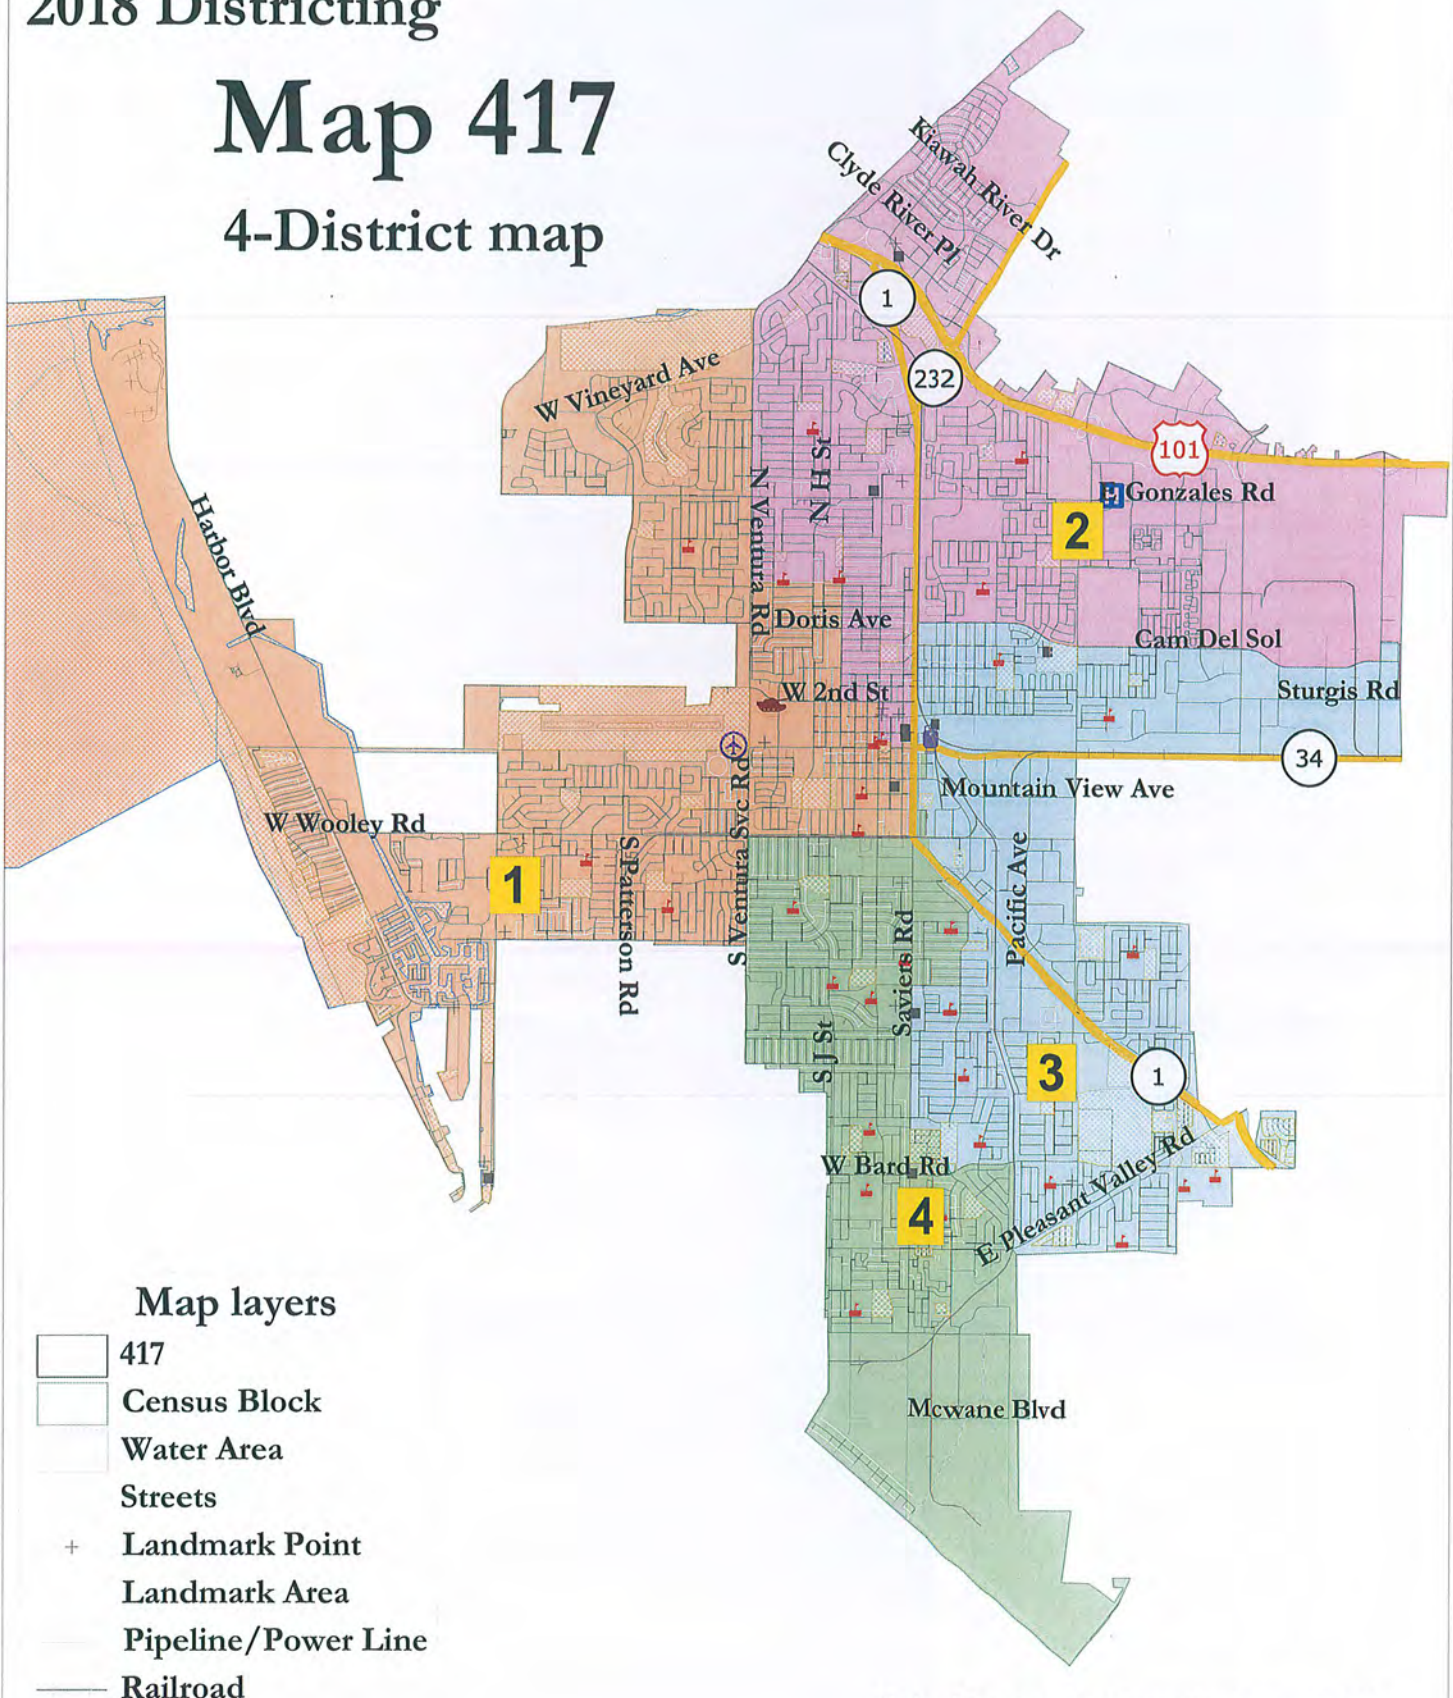 2018 Districting
Map 417
4-District map
Kiawah River Dr
Clyde River Pl
1
232
101
W Vineyard Ave
N H St
N Ventura Rd
H
Gonzales Rd
2
Harbor Blvd
Doris Ave
Cam Del Sol
W 2nd St
Sturgis Rd
34
Mountain View Ave
W Wooley Rd
S Ventura Svc Rd
1
S Patterson Rd
Pacific Ave
Saviers Rd
S J St
3
1
W Bard Rd
E Pleasant Valley Rd
4
Mcwane Blvd
Map layers
417
Census Block
Water Area
Streets
Landmark Point
Landmark Area
Pipeline/Power Line
Railroad